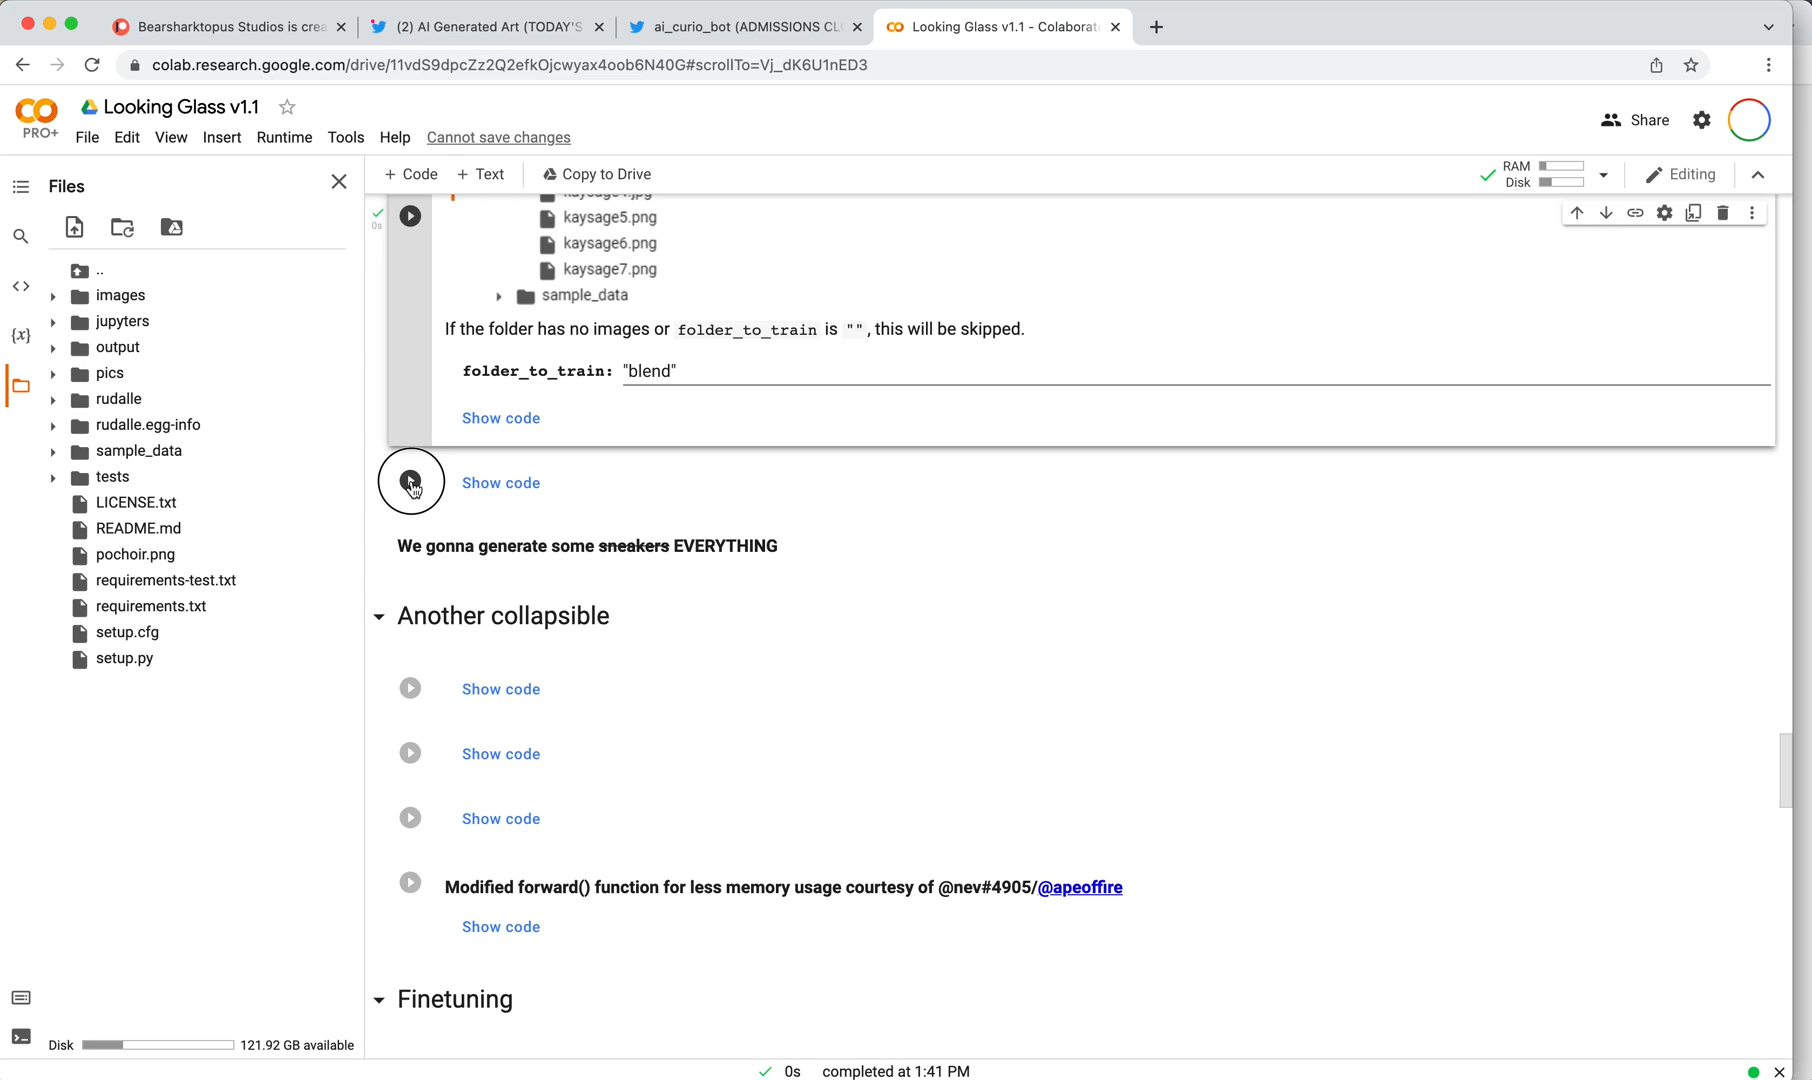 Bearsharktopus Studios is crea
(2) AI Generated Art (TODAY'S
ai_curio_bot (ADMISSIONS CL
Looking Glass v1.1 - Colaborat
colab.research.google.com/drive/11vdS9dpcZz2Q2efkOjcwyax4oob6N40G#scrollTo=Vj_dK6U1nED3
PRO+
Looking Glass v1.1
File Edit View Insert Runtime Tools Help Cannot save changes
Share
Files
+ Code + Text Copy to Drive
RAM
Disk
Editing
..
images
jupyters
output
pics
rudalle
rudalle.egg-info
sample_data
tests
LICENSE.txt
README.md
pochoir.png
requirements-test.txt
requirements.txt
setup.cfg
setup.py
Disk 121.92 GB available
0s
kaysage5.png
kaysage6.png
kaysage7.png
sample_data
If the folder has no images or folder_to_train is "", this will be skipped.
folder_to_train: "blend"
Show code
Show code
We gonna generate some sneakers EVERYTHING
Another collapsible
Show code
Show code
Show code
Modified forward() function for less memory usage courtesy of @nev#4905/@apeoffire
Show code
Finetuning
0s completed at 1:41 PM